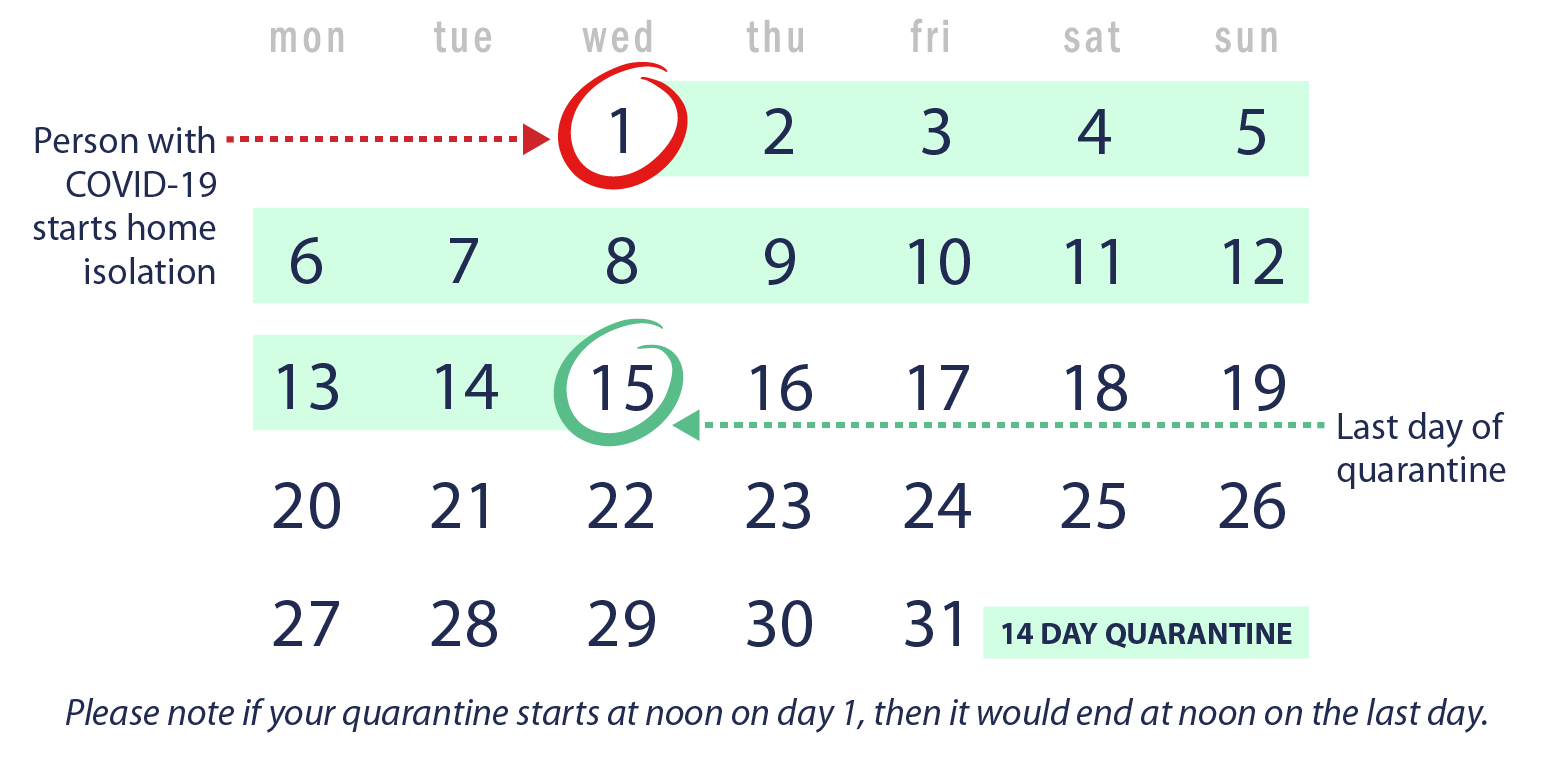 mon tue wed thu fri sat sun
1 2 3 4 5
Person with
COVID-19
starts home
isolation
6 7 8 9 10 11 12
13 14 15 16 17 18 19
Last day of
quarantine
20 21 22 23 24 25 26
27 28 29 30 31
14 DAY QUARANTINE
Please note if your quarantine starts at noon on day 1, then it would end at noon on the last day.